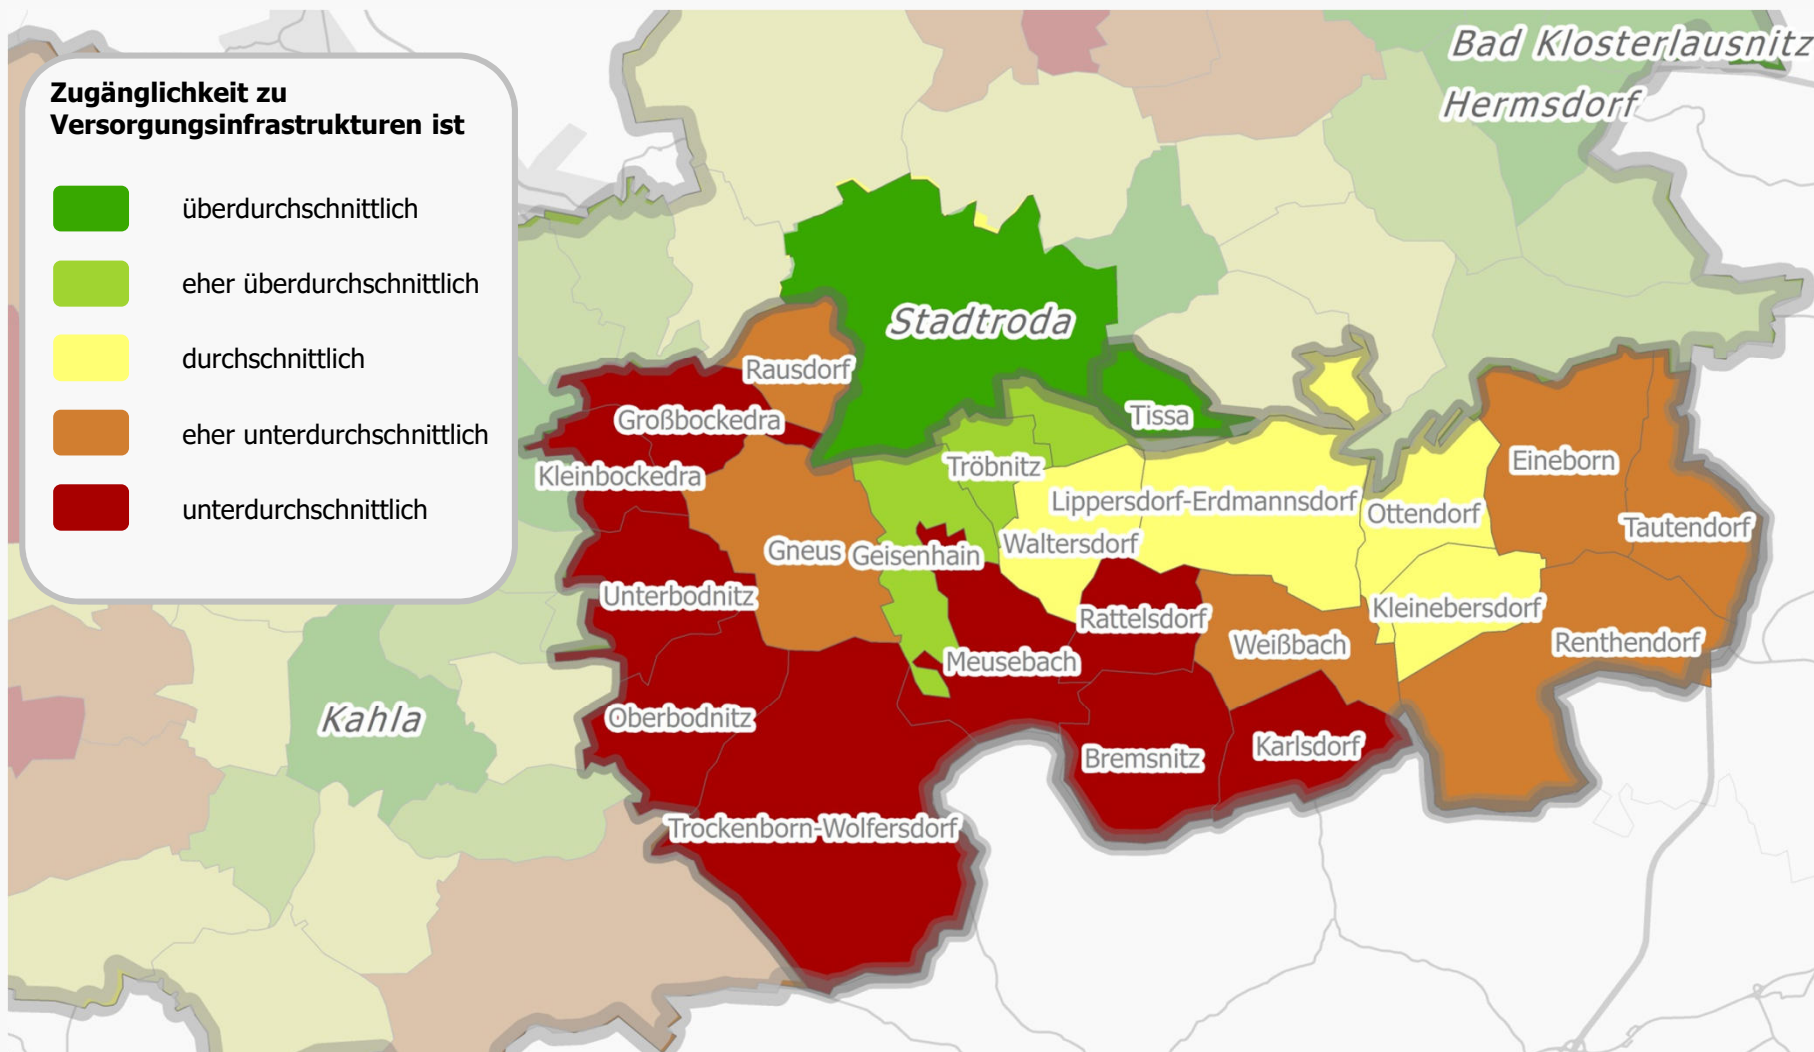 Zugänglichkeit zu
Versorgungsinfrastrukturen ist
überdurchschnittlich
eher überdurchschnittlich
durchschnittlich
eher unterdurchschnittlich
unterdurchschnittlich
Bad Klosterlausnitz
Hermsdorf
Stadtroda
Rausdorf
Großbockedra
Tissa
Kleinbockedra
Tröbnitz
Eineborn
Lippersdorf-Erdmannsdorf
Ottendorf
Tautendorf
Gneus
Geisenhain
Waltersdorf
Unterbodnitz
Rattelsdorf
Kleinebersdorf
Weißbach
Renthendorf
Meusebach
Kahla
Oberbodnitz
Bremsnitz
Karlsdorf
Trockenborn-Wolfersdorf